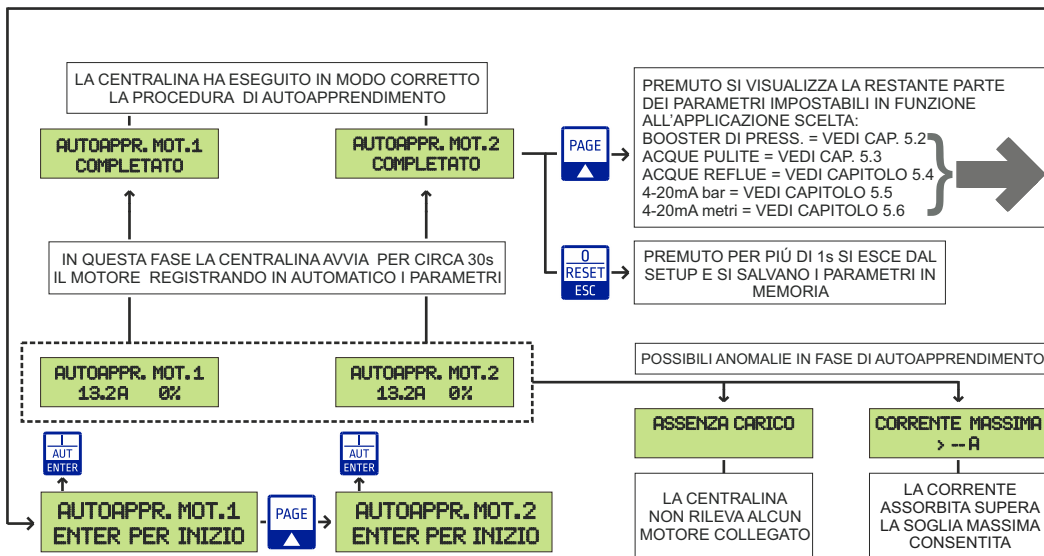 LA CENTRALINA HA ESEGUITO IN MODO CORRETTO
LA PROCEDURA DI AUTOAPPRENDIMENTO
AUTOAPPR. MOT.1
COMPLETATO
AUTOAPPR. MOT.2
COMPLETATO
PAGE
PREMUTO SI VISUALIZZA LA RESTANTE PARTE
DEI PARAMETRI IMPOSTABILI IN FUNZIONE
ALL'APPLICAZIONE SCELTA:
BOOSTER DI PRESS. = VEDI CAP. 5.2
ACQUE PULITE = VEDI CAP. 5.3
ACQUE REFLUE = VEDI CAPITOLO 5.4
4-20mA bar = VEDI CAPITOLO 5.5
4-20mA metri = VEDI CAPITOLO 5.6
IN QUESTA FASE LA CENTRALINA AVVIA PER CIRCA 30s
IL MOTORE REGISTRANDO IN AUTOMATICO I PARAMETRI
0
RESET
ESC
PREMUTO PER PIÚ DI 1s SI ESCE DAL
SETUP E SI SALVANO I PARAMETRI IN
MEMORIA
AUTOAPPR. MOT.1
13.2A 0%
AUTOAPPR. MOT.2
13.2A 0%
POSSIBILI ANOMALIE IN FASE DI AUTOAPPRENDIMENTO
ASSENZA CARICO
CORRENTE MASSIMA
> --A
LA CENTRALINA
NON RILEVA ALCUN
MOTORE COLLEGATO
LA CORRENTE
ASSORBITA SUPERA
LA SOGLIA MASSIMA
CONSENTITA
I
AUT
ENTER
I
AUT
ENTER
AUTOAPPR. MOT.1
ENTER PER INIZIO
PAGE
AUTOAPPR. MOT.2
ENTER PER INIZIO